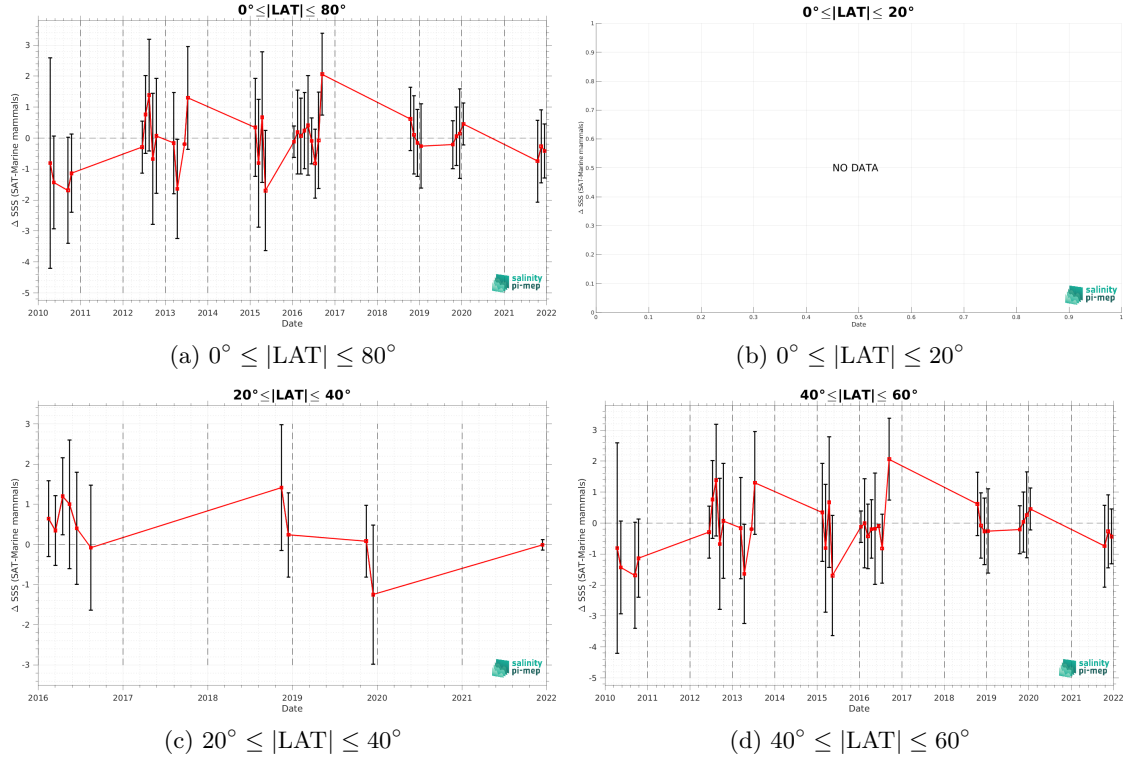 0°≤|LAT|≤ 80°
3
2
1
0
-1
-2
-3
-4
-5
Δ SSS (SAT-Marine mammals)
2010 2011 2012 2013 2014 2015 2016 2017 2018 2019 2020 2021 2022
Date
salinity
pi-mep
(a) 0° ≤ |LAT| ≤ 80°
0°≤|LAT|≤ 20°
1
0.9
0.8
0.7
0.6
0.5
0.4
0.3
0.2
0.1
0
Δ SSS (SAT-Marine mammals)
NO DATA
0 0.1 0.2 0.3 0.4 0.5 0.6 0.7 0.8 0.9 1
Date
salinity
pi-mep
(b) 0° ≤ |LAT| ≤ 20°
20°≤|LAT|≤ 40°
3
2
1
0
-1
-2
-3
Δ SSS (SAT-Marine mammals)
2016 2017 2018 2019 2020 2021 2022
Date
salinity
pi-mep
(c) 20° ≤ |LAT| ≤ 40°
40°≤|LAT|≤ 60°
3
2
1
0
-1
-2
-3
-4
-5
Δ SSS (SAT-Marine mammals)
2010 2011 2012 2013 2014 2015 2016 2017 2018 2019 2020 2021 2022
Date
salinity
pi-mep
(d) 40° ≤ |LAT| ≤ 60°